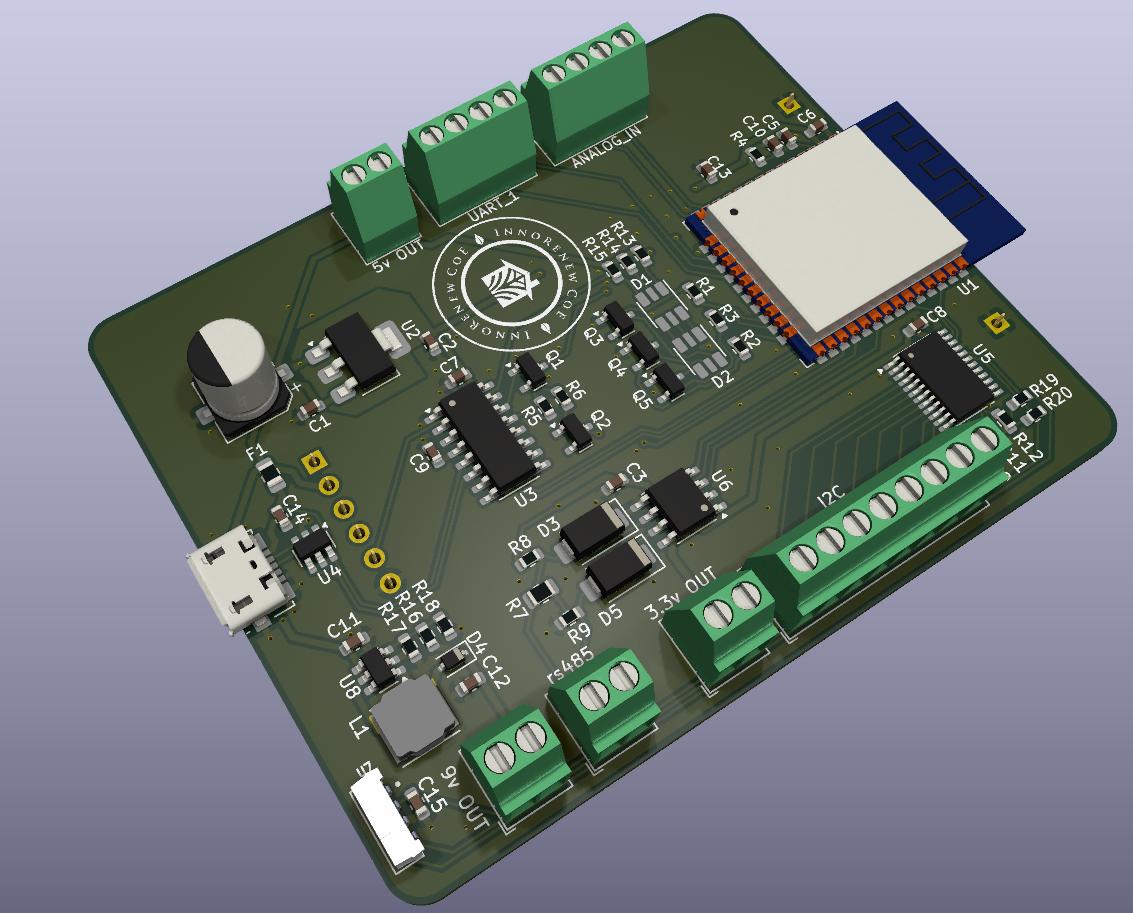 ANALOG_IN
UART_1
5v OUT
INNORENEW COE
INNORENEW COE
C6
C5
C10
R4
C13
U1
R13
R14
R15
D1
R1
R3
R2
D2
Q3
Q4
Q5
U2
C2
C7
Q1
R6
R5
Q2
C1
C9
U3
F1
C14
U4
C8
U5
R19
R20
R12
I2C
C3
U6
D3
D5
R8
R7
R9
3.3v OUT
rs485
R18
R16
R17
C11
D4
C12
U8
L1
U7
C15
9v OUT
+